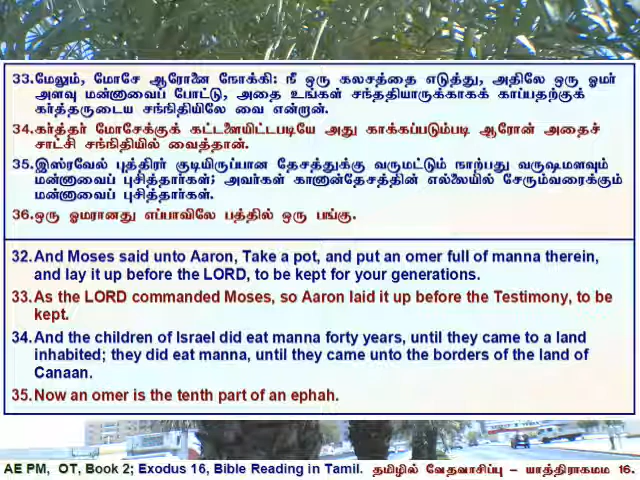 33.மேலும், மோசே ஆரோனை நோக்கி: நீ ஒரு கலசத்தை எடுத்து, அதிலே ஒரு ஓமர்
அளவு மன்னாவைப் போட்டு, அதை உங்கள் சந்ததியாருக்காகக் காப்பதற்குக்
கர்த்தருடைய சந்நிதியிலே வை என்றான்.
34.கர்த்தர் மோசேக்குக் கட்டளையிட்டபடியே அது காக்கப்படும்படி ஆரோன் அதைச்
சாட்சி சந்நிதியில் வைத்தான்.
35.இஸ்ரவேல் புத்திரர் குடியிருப்பான தேசத்துக்கு வருமட்டும் நாற்பது வருஷமளவும்
மன்னாவைப் புசித்தார்கள்; அவர்கள் கானான்தேசத்தின் எல்லையில் சேரும்வரைக்கும்
மன்னாவைப் புசித்தார்கள்.
36.ஒரு ஓமரானது எப்பாவிலே பத்தில் ஒரு பங்கு.
32.And Moses said unto Aaron, Take a pot, and put an omer full of manna therein,
and lay it up before the LORD, to be kept for your generations.
33.As the LORD commanded Moses, so Aaron laid it up before the Testimony, to be
kept.
34.And the children of Israel did eat manna forty years, until they came to a land
inhabited; they did eat manna, until they came unto the borders of the land of
Canaan.
35.Now an omer is the tenth part of an ephah.
AE PM, OT, Book 2; Exodus 16, Bible Reading in Tamil. தமிழில் வேதவாசிப்பு – யாத்திராகமம 16.